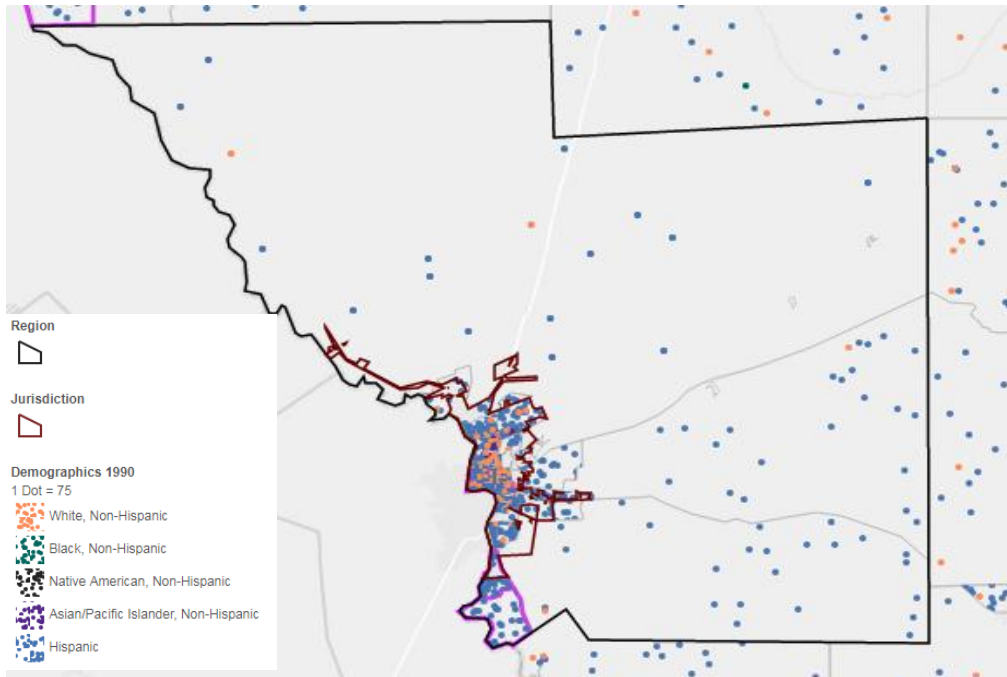 Region
Jurisdiction
Demographics 1990
1 Dot = 75
White, Non-Hispanic
Black, Non-Hispanic
Native American, Non-Hispanic
Asian/Pacific Islander, Non-Hispanic
Hispanic